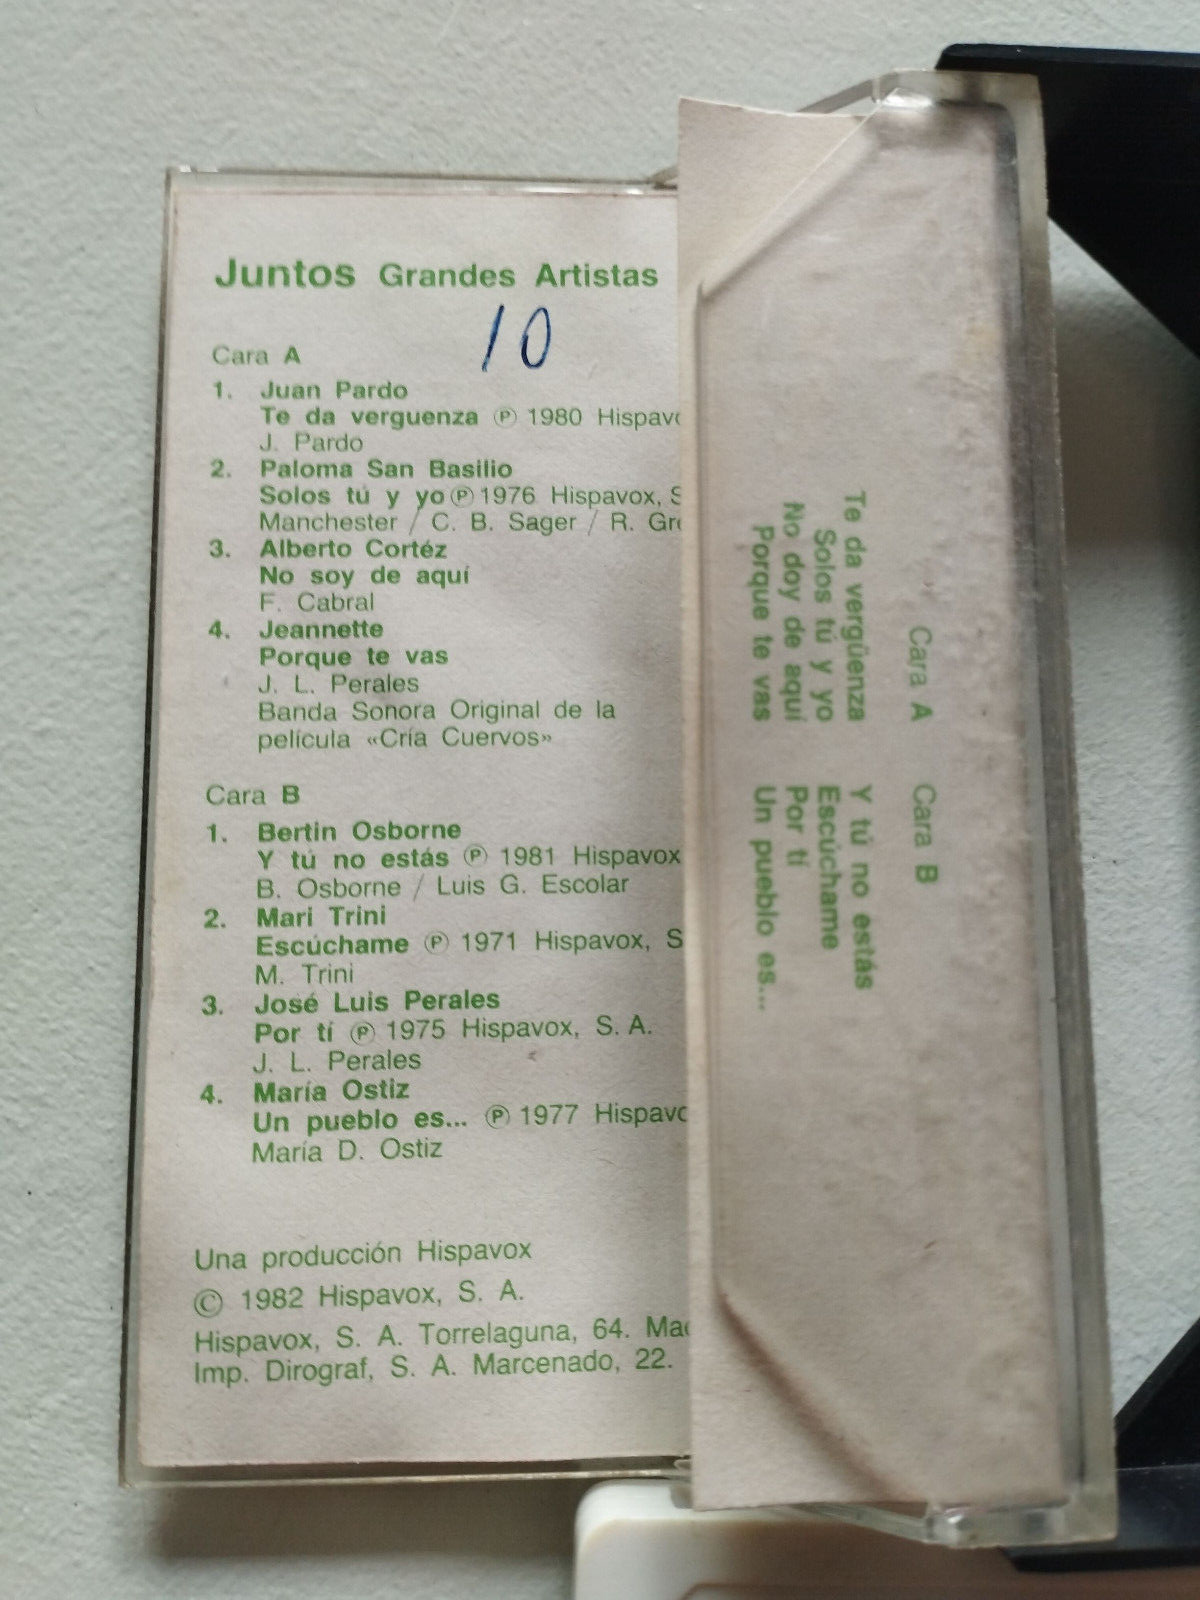 Juntos Grandes Artistas
10
Cara A
1. Juan Pardo
Te da verguenza Ⓟ 1980
J. Pardo
2. Paloma San Basilio
Solos tú y yo Ⓟ 1976 Hispavox,
Manchester / C. B. Sager / R.
3. Alberto Cortéz
No soy de aquí
F. Cabral
4. Jeannette
Porque te vas
J. L. Perales
Banda Sonora Original de la
película «Cría Cuervos»
Cara B
1. Bertin Osborne
Y tú no estás Ⓟ 1981 Hispavox
B. Osborne / Luis G. Escolar
2. Mari Trini
Escúchame Ⓟ 1971 Hispavox, S
M. Trini
3. José Luis Perales
Por tí Ⓟ 1975 Hispavox, S. A.
J. L. Perales
4. María Ostiz
Un pueblo es... Ⓟ 1977
María D. Ostiz
Una producción Hispavox
© 1982 Hispavox, S. A.
Hispavox, S. A. Torrelaguna, 64.
Imp. Dirograf, S. A. Marcenado, 22.
Cara A
Te da vergüenza
Solos tú y yo
No doy de aquí
Porque te vas
Cara B
Y tú no estás
Escúchame
Por tí
Un pueblo es...